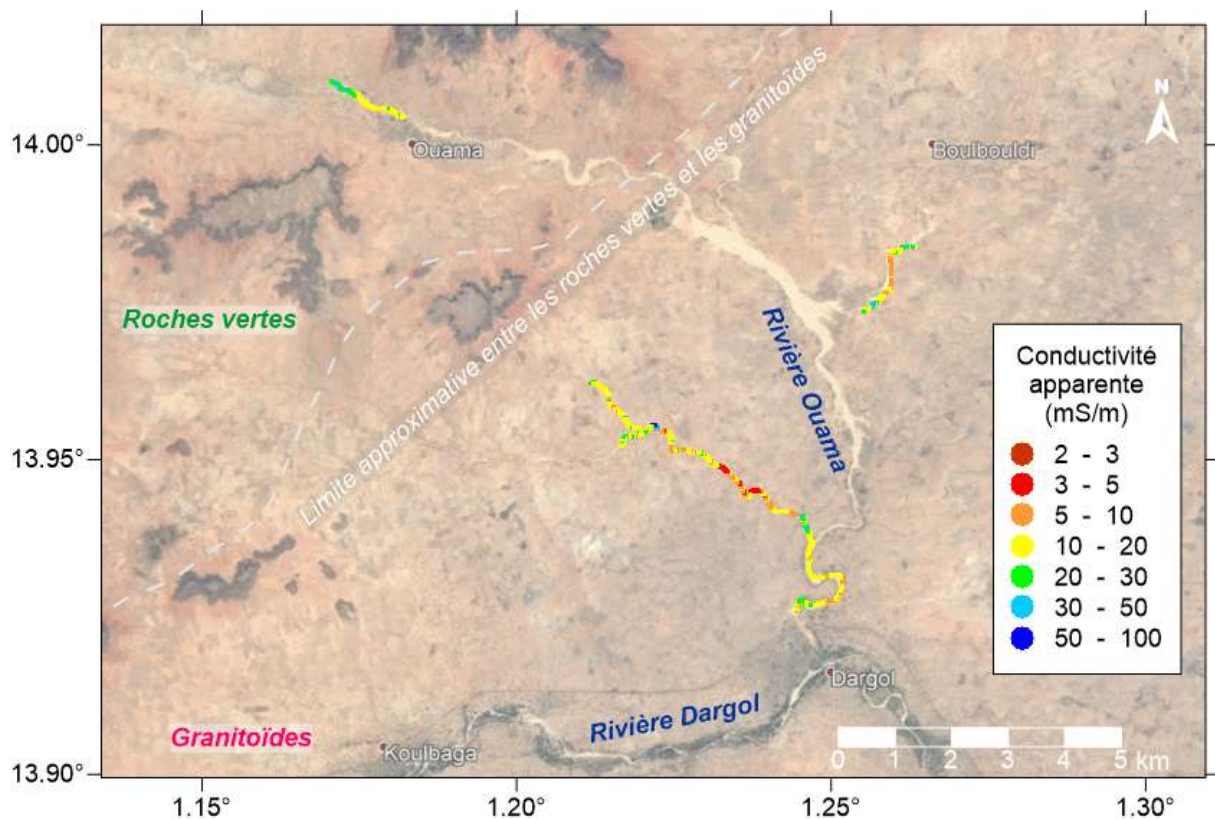 N
14.00°
Ouama
Boulbouldi
Limite approximative entre les roches vertes et les granitoïdes
Roches vertes
Rivière Ouama
Conductivité
apparente
(mS/m)
2 - 3
3 - 5
5 - 10
10 - 20
20 - 30
30 - 50
50 - 100
13.95°
Dargol
Rivière Dargol
Granitoïdes
Koulbaga
0 1 2 3 4 5 km
13.90°
1.15° 1.20° 1.25° 1.30°